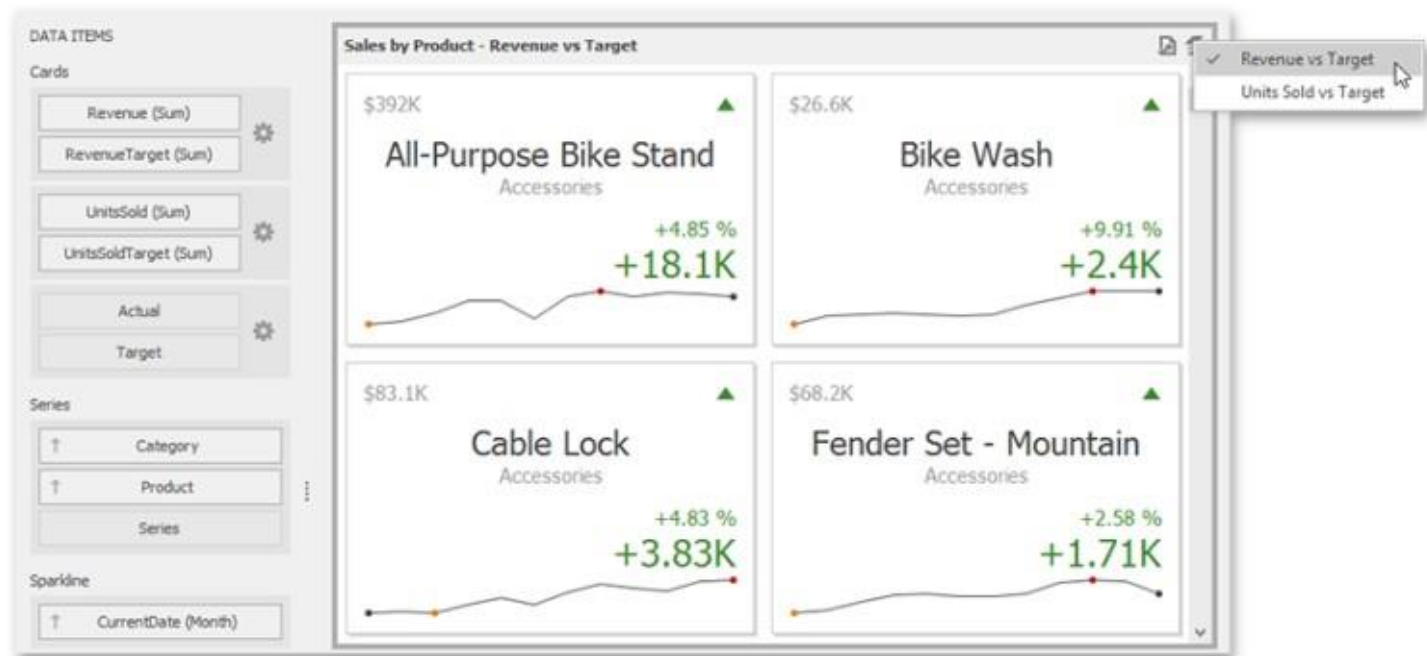 DATA ITEMS
Cards
Revenue (Sum)
RevenueTarget (Sum)
UnitsSold (Sum)
UnitsSoldTarget (Sum)
Actual
Target
Series
Category
Product
Series
Sparkline
CurrentDate (Month)
Sales by Product - Revenue vs Target
Revenue vs Target
Units Sold vs Target
$392K
All-Purpose Bike Stand
Accessories
+4.85 %
+18.1K
$26.6K
Bike Wash
Accessories
+9.91 %
+2.4K
$83.1K
Cable Lock
Accessories
+4.83 %
+3.83K
$68.2K
Fender Set - Mountain
Accessories
+2.58 %
+1.71K